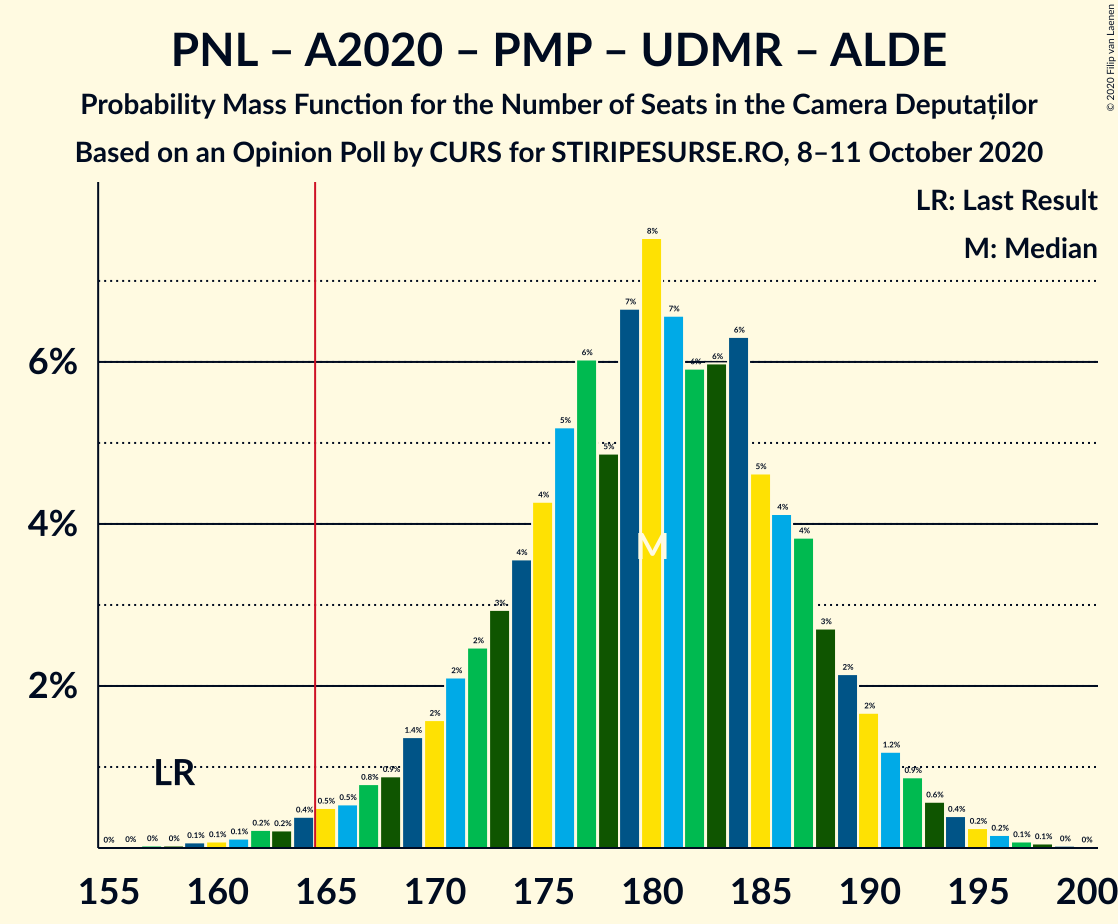 PNL – A2020 – PMP – UDMR – ALDE
Probability Mass Function for the Number of Seats in the Camera Deputaților
Based on an Opinion Poll by CURS for STIRIPESURSE.RO, 8–11 October 2020
© 2020 Filip van Laenen
LR: Last Result
M: Median
6%
4%
2%
0% 0% 0% 0% 0.1% 0.1% 0.1% 0.2% 0.2% 0.4% 0.5% 0.5% 0.8% 0.9% 1.4% 2% 2% 2% 3% 4% 4% 5% 6% 5% 7% 8% 7% 6% 6% 6% 5% 4% 4% 3% 2% 2% 1.2% 0.9% 0.6% 0.4% 0.2% 0.2% 0.1% 0.1% 0% 0%
M
LR
155 160 165 170 175 180 185 190 195 200